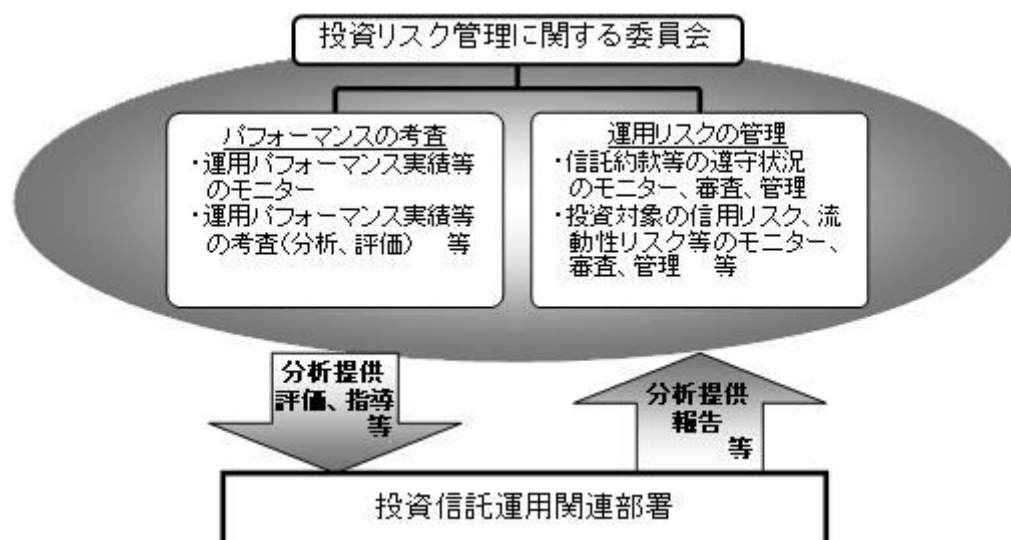 投資リスク管理に関する委員会
パフォーマンスの考査
・運用パフォーマンス実績等
のモニター
・運用パフォーマンス実績等
の考査(分析、評価) 等
運用リスクの管理
・信託約款等の遵守状況
のモニター、審査、管理
・投資対象の信用リスク、流
動性リスク等のモニター、
審査、管理 等
分析提供
評価、指導
等
分析提供
報告
等
投資信託運用関連部署